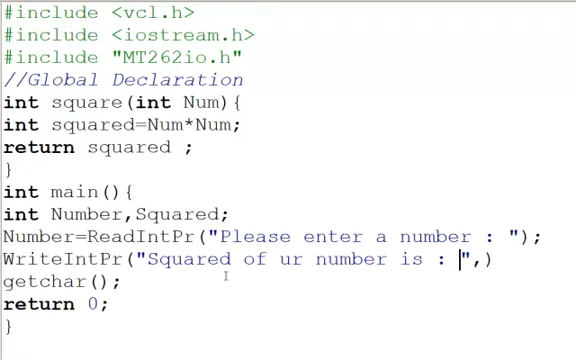 #include <vcl.h>
#include <iostream.h>
#include "MT262io.h"
//Global Declaration
int square(int Num){
int squared=Num*Num;
return squared ;
}
int main(){
int Number,Squared;
Number=ReadIntPr("Please enter a number : ");
WriteIntPr("Squared of ur number is : ",)
getchar();
return 0;
}